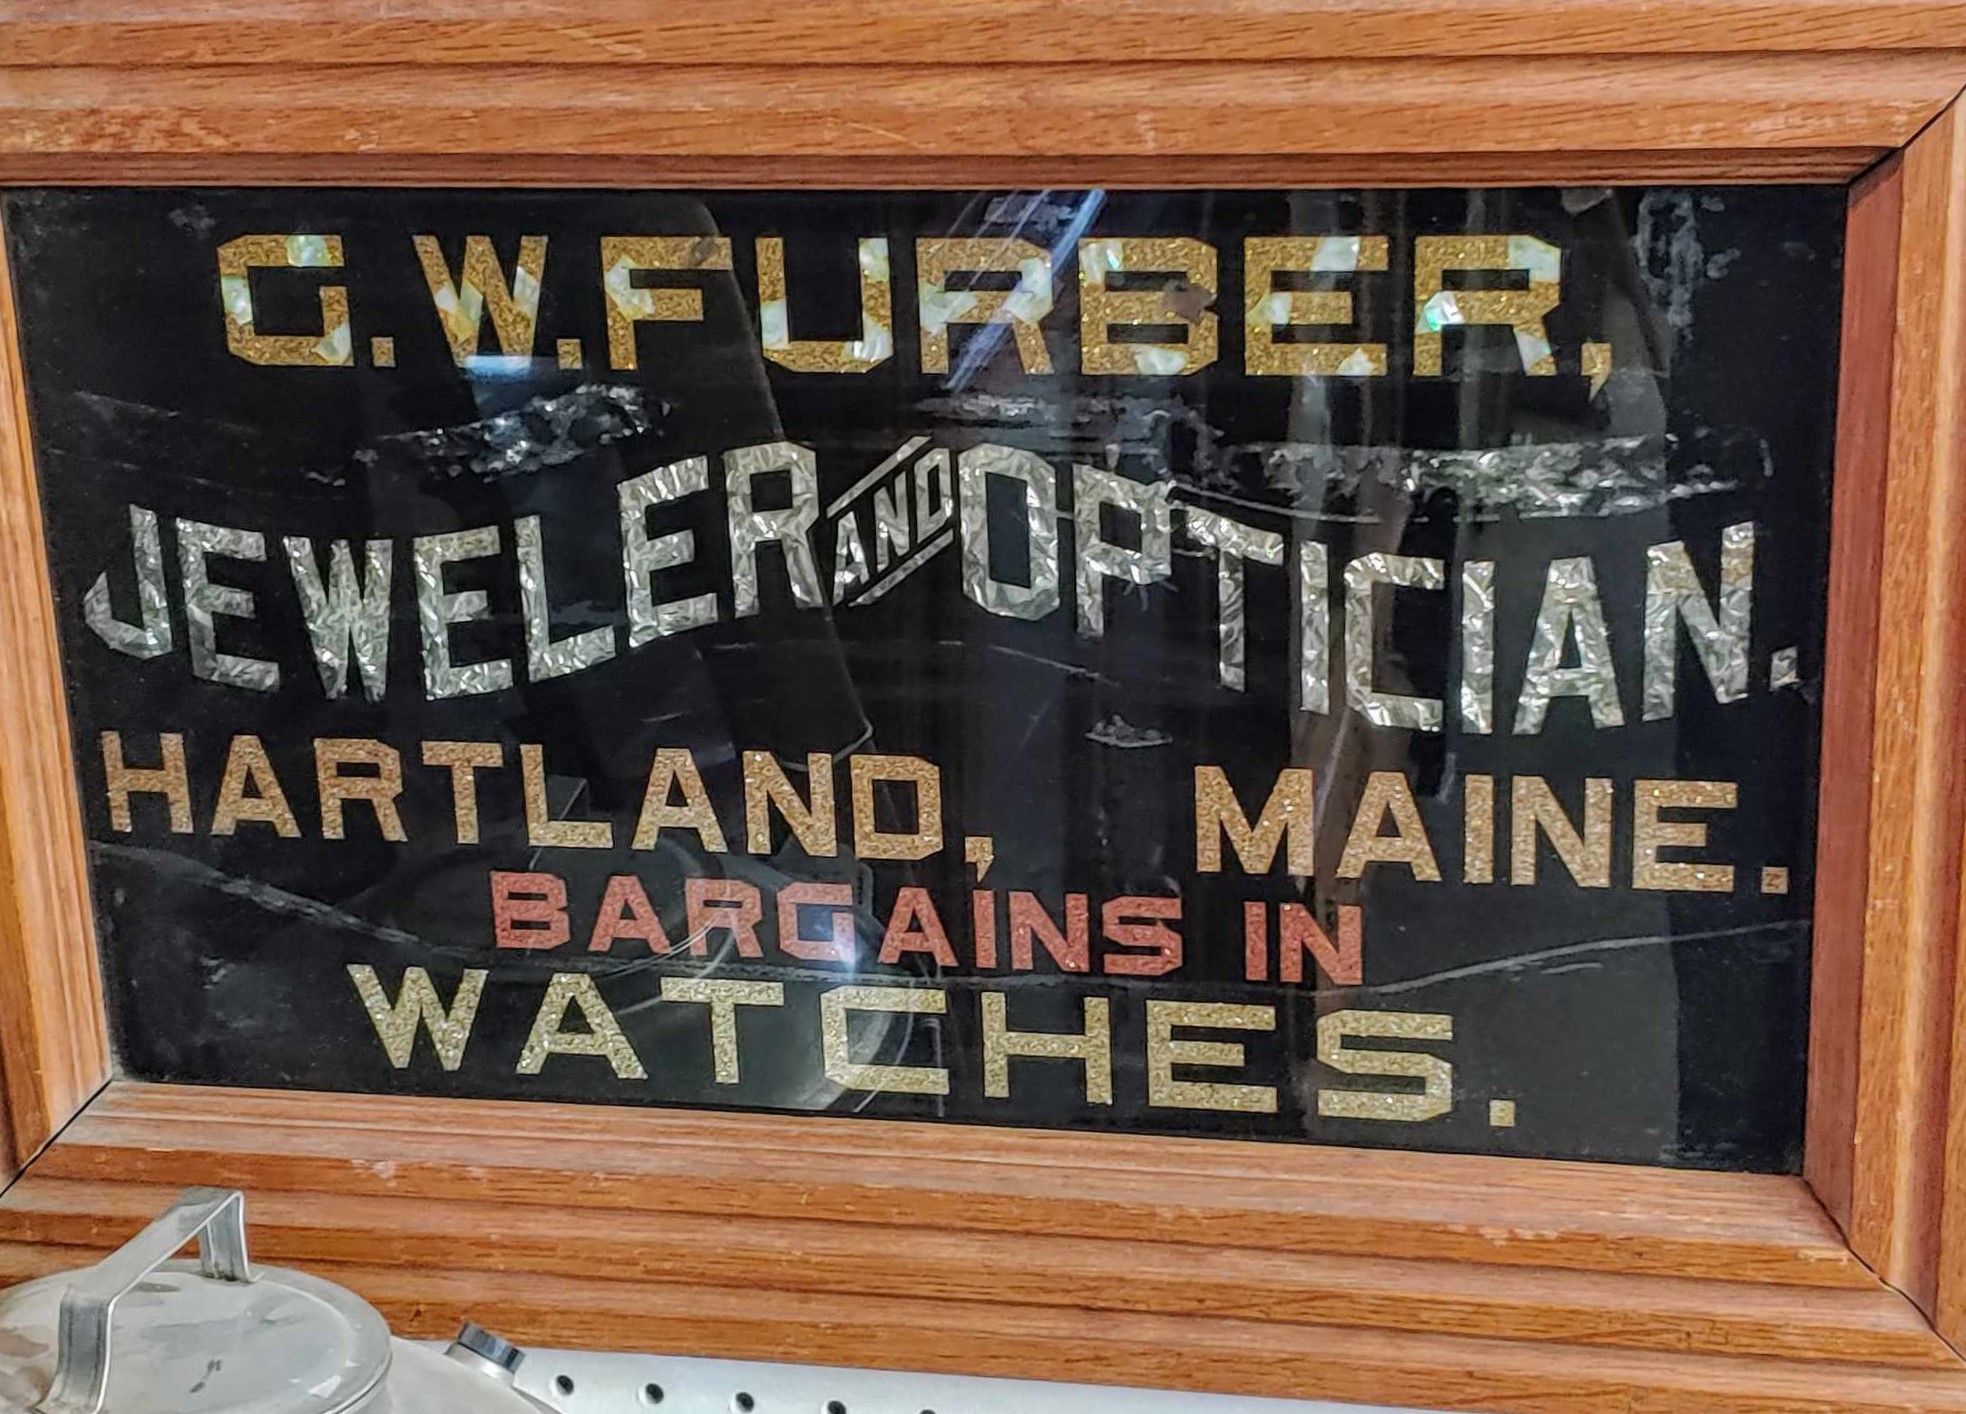 G.W.FURBER,
JEWELER AND OPTICIAN.
HARTLAND, MAINE.
BARGAINS IN
WATCHES.